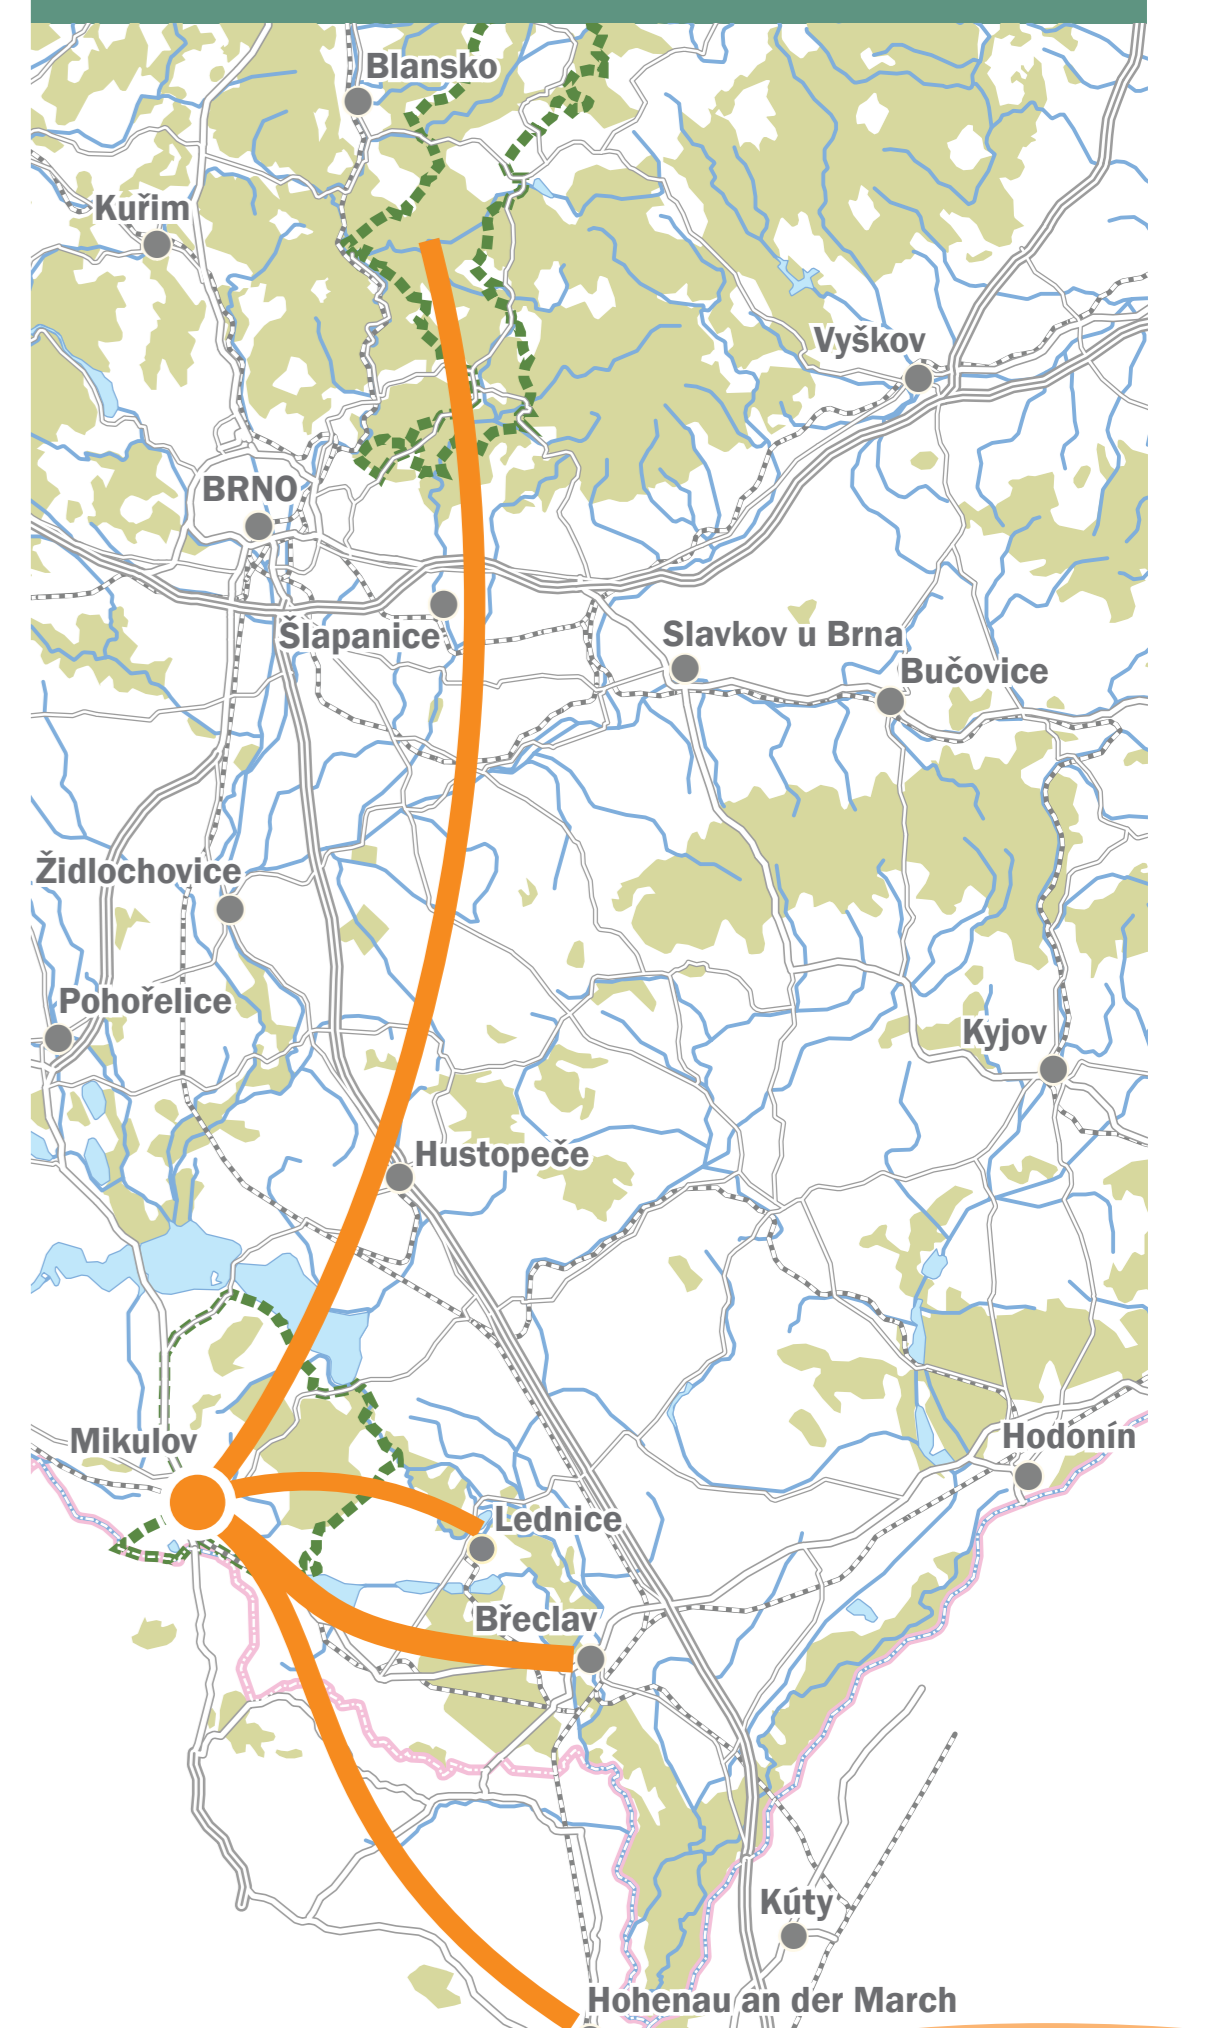 Blansko
Kuřim
Vyškov
BRNO
Šlapanice
Slavkov u Brna
Bučovice
Židlochovice
Pohořelice
Kyjov
Hustopeče
Mikulov
Hodonín
Lednice
Břeclav
Kúty
Hohenau an der March